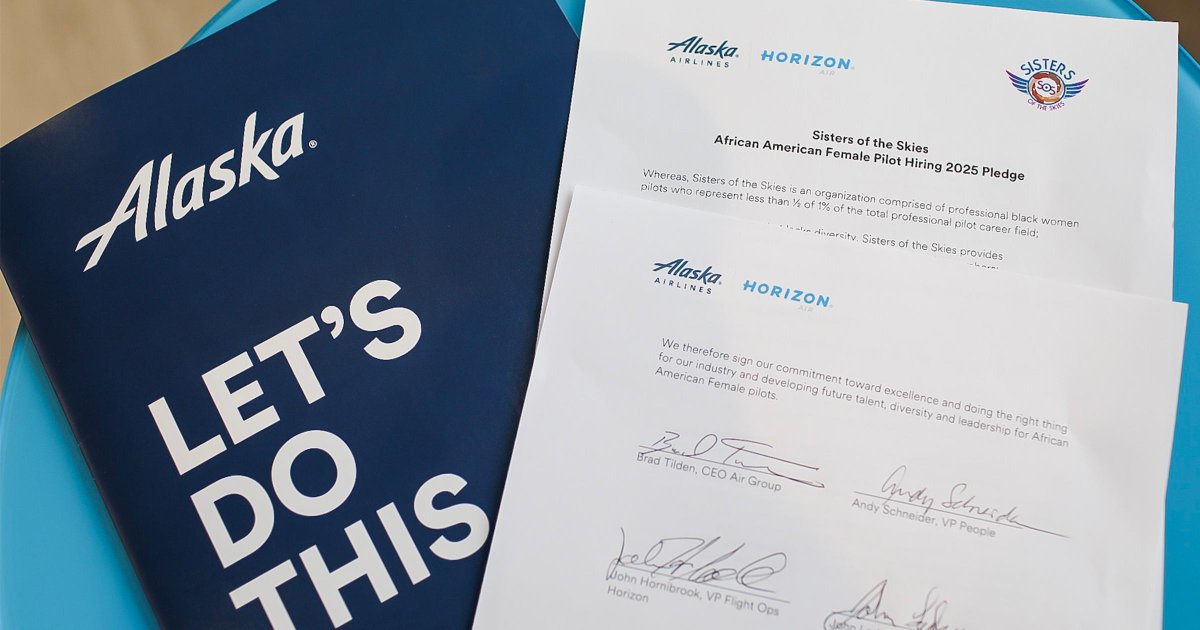 Alaska®
LET'S
DO
THIS
Alaska®
AIRLINES
HORIZON®
AIR
SISTERS
SOS
OF THE SKIES
Sisters of the Skies
African American Female Pilot Hiring 2025 Pledge
Whereas, Sisters of the Skies is an organization comprised of professional black women
pilots who represent less than ½ of 1% of the total professional pilot career field;
diversity, Sisters of the Skies provides
Alaska®
AIRLINES
HORIZON®
AIR
We therefore sign our commitment toward excellence and doing the right thing
for our industry and developing future talent, diversity and leadership for African
American Female pilots.
Brad Tilden, CEO Air Group
Andy Schneider
Andy Schneider, VP People
John Hornibrook, VP Flight Ops
Horizon
John